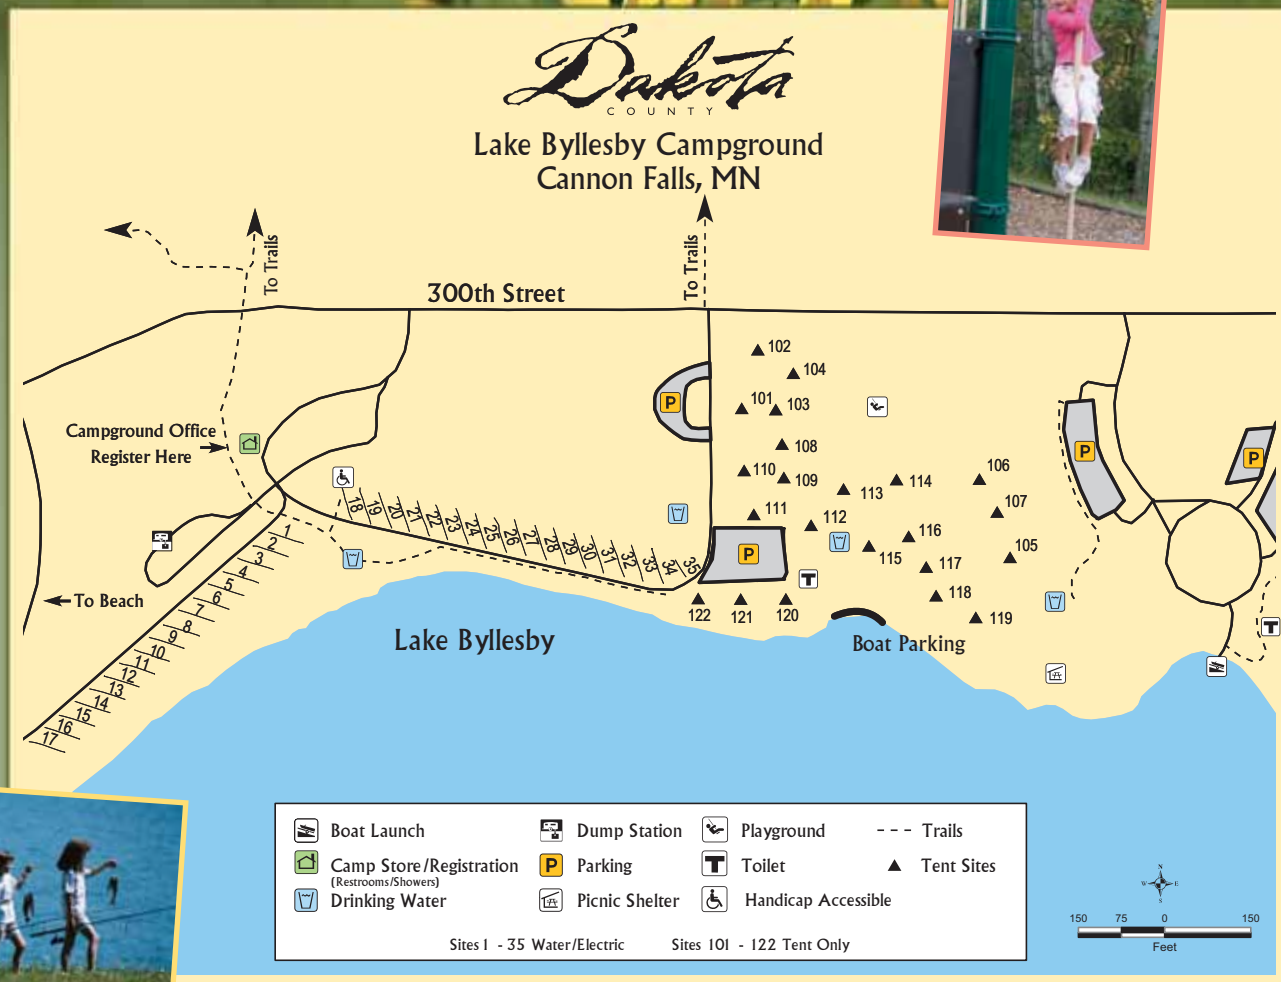 Dakota
COUNTY
Lake Byllesby Campground
Cannon Falls, MN
To Trails
To Trails
300th Street
102
104
101
103
P
108
110
109
111
112
113
114
106
107
105
115
116
117
118
119
P
P
P
Campground Office
Register Here
To Beach
1
2
3
4
5
6
7
8
9
10
11
12
13
14
15
16
17
18
19
20
21
22
23
24
25
26
27
28
29
30
31
32
33
34
35
122
121
120
T
T
Lake Byllesby
Boat Parking
Boat Launch
Camp Store/Registration
(Restrooms/Showers)
Drinking Water
Dump Station
P Parking
Picnic Shelter
Playground
T Toilet
Handicap Accessible
Trails
Tent Sites
Sites 1 - 35 Water/Electric
Sites 101 - 122 Tent Only
N
W E
S
150 75 0 150
Feet